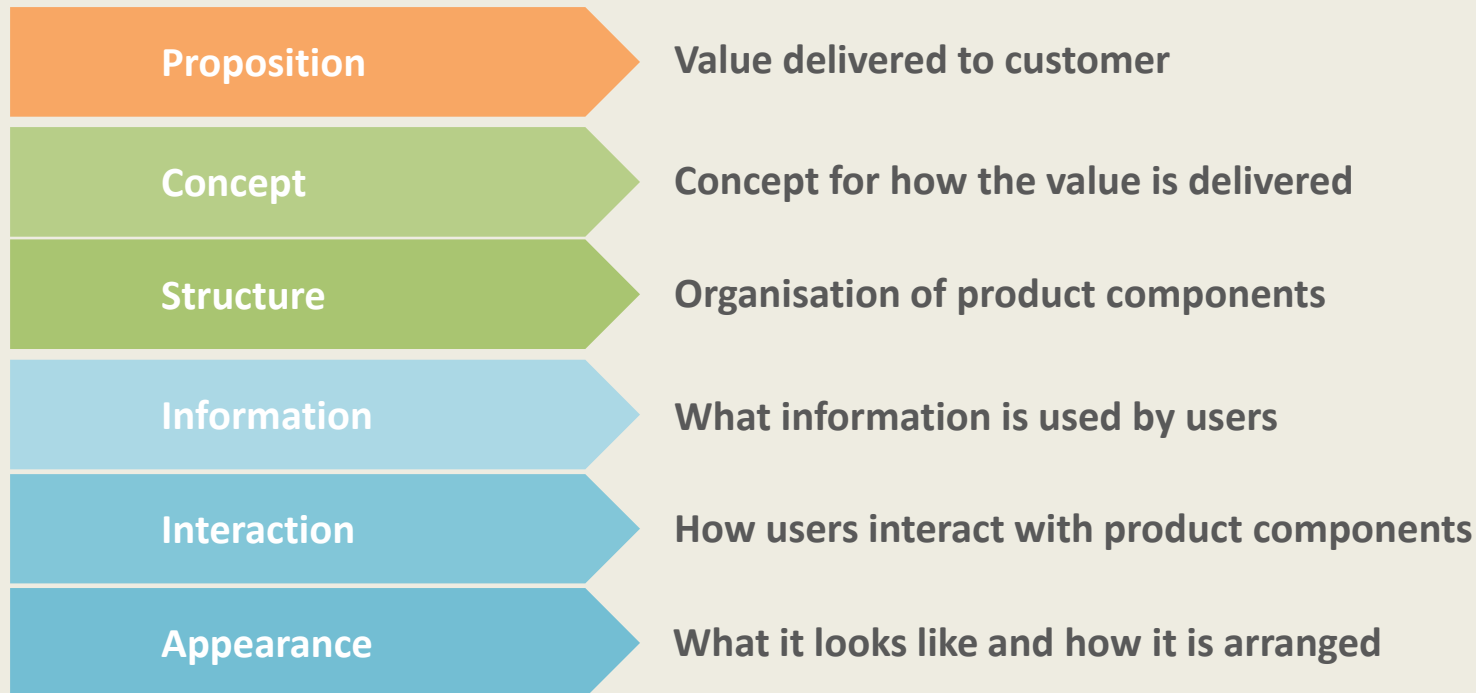 Proposition
Value delivered to customer
Concept
Concept for how the value is delivered
Structure
Organisation of product components
Information
What information is used by users
Interaction
How users interact with product components
Appearance
What it looks like and how it is arranged